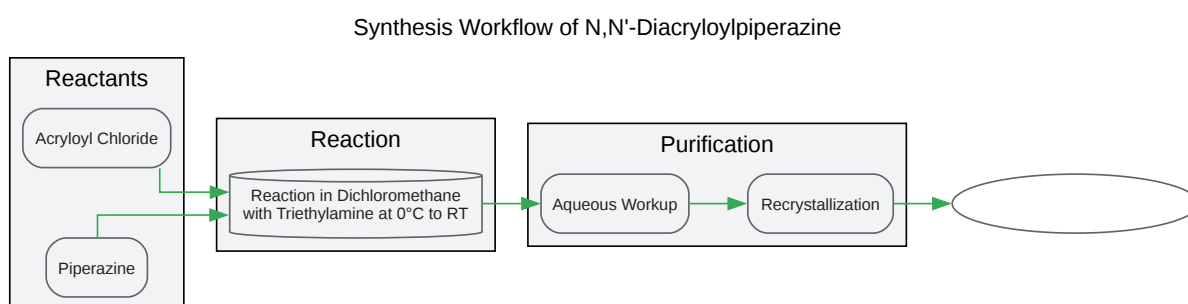 Synthesis Workflow of N,N'-Diacryloylpiperazine
Reactants
Acryloyl Chloride
Piperazine
Reaction
Reaction in Dichloromethane
with Triethylamine at 0°C to RT
Purification
Aqueous Workup
Recrystallization